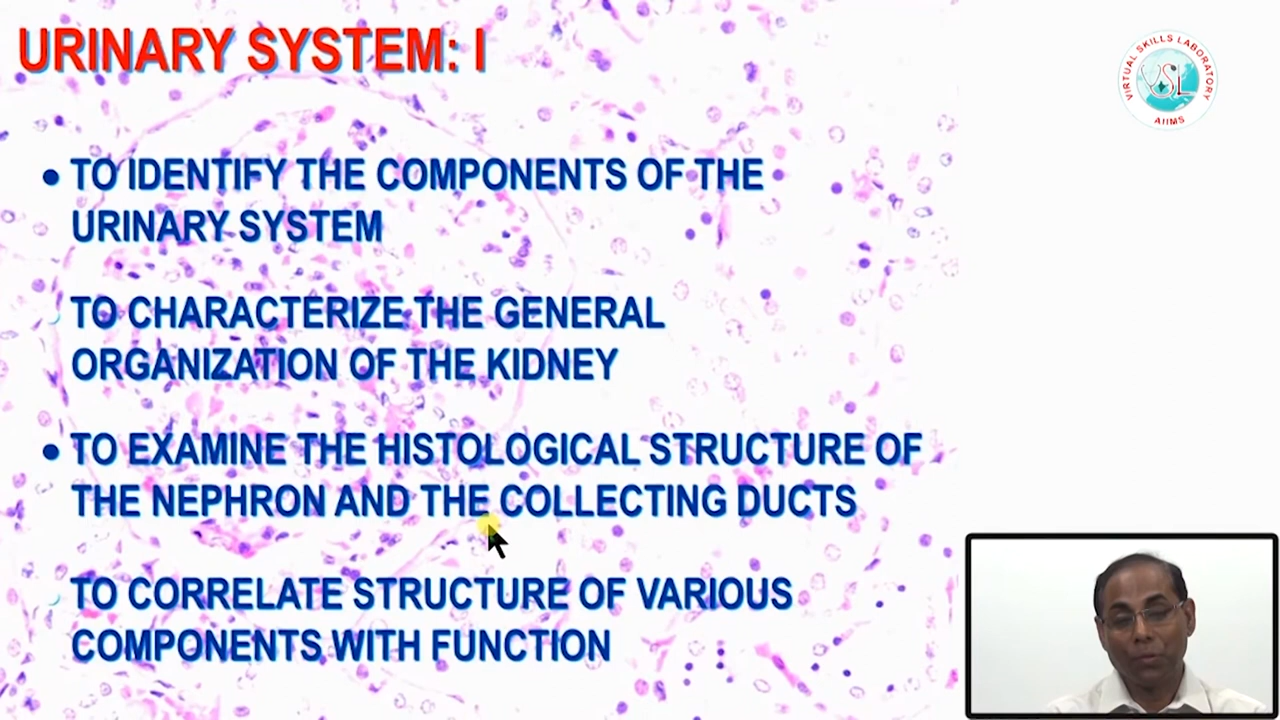 URINARY SYSTEM: I
VIRTUAL SKILLS LABORATORY
VSL
AIIMS
• TO IDENTIFY THE COMPONENTS OF THE
URINARY SYSTEM
TO CHARACTERIZE THE GENERAL
ORGANIZATION OF THE KIDNEY
• TO EXAMINE THE HISTOLOGICAL STRUCTURE OF
THE NEPHRON AND THE COLLECTING DUCTS
TO CORRELATE STRUCTURE OF VARIOUS
COMPONENTS WITH FUNCTION